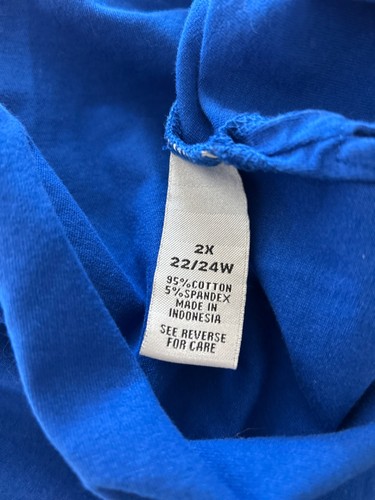 2X
22/24W
95%COTTON
5%SPANDEX
MADE IN
INDONESIA
SEE REVERSE
FOR CARE